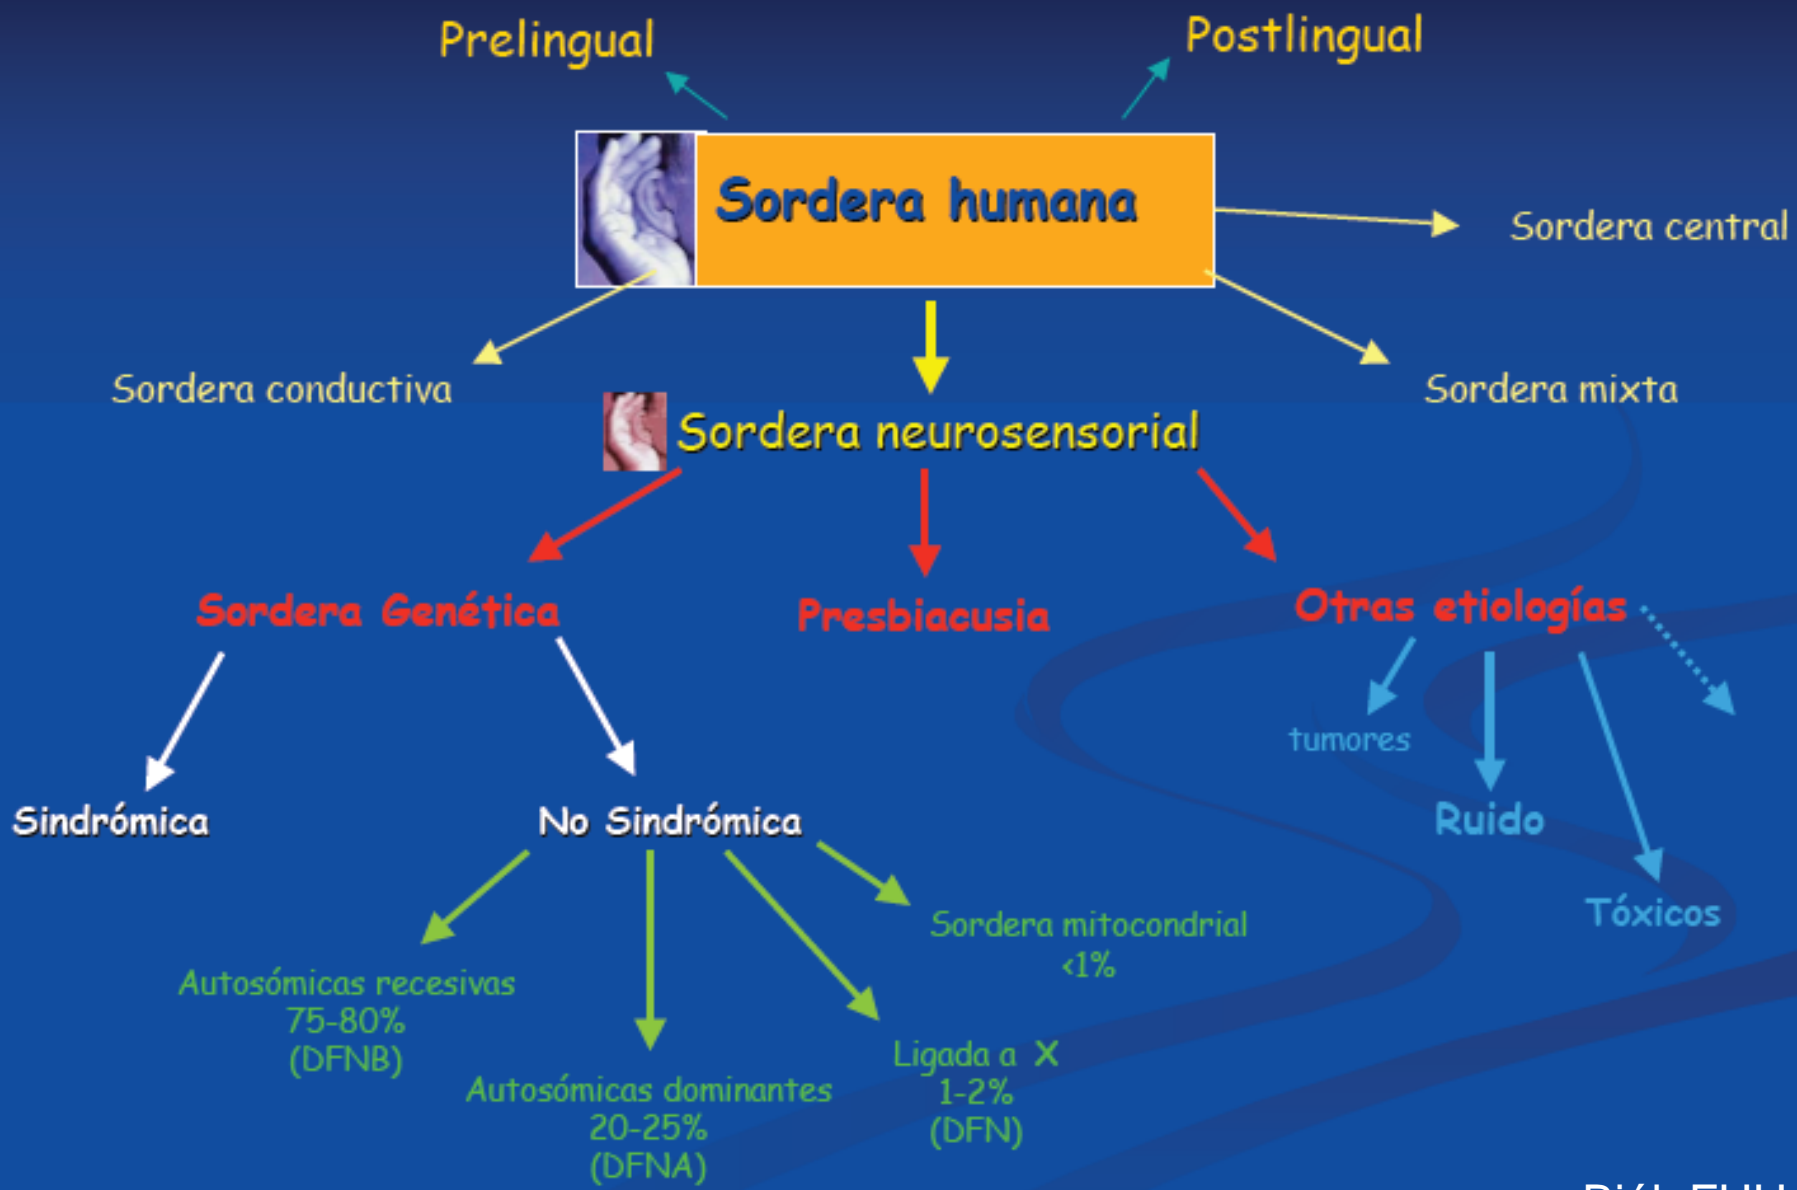 Prelingual
Postlingual
Sordera humana
Sordera central
Sordera conductiva
Sordera mixta
Sordera neurosensorial
Sordera Genética
Presbiacusia
Otras etiologías
tumores
Sindrómica
No Sindrómica
Ruido
Tóxicos
Sordera mitocondrial
<1%
Autosómicas recesivas
75-80%
(DFNB)
Ligada a X
1-2%
(DFN)
Autosómicas dominantes
20-25%
(DFNA)